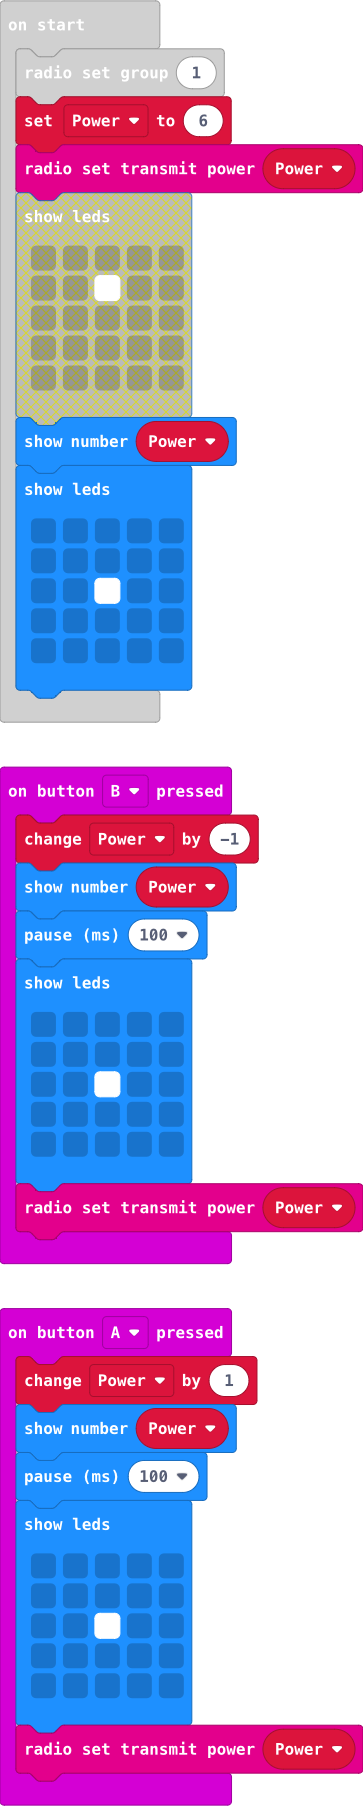 on start
radio set group 1
set Power to 6
radio set transmit power Power
show leds
show number Power
show leds
on button B pressed
change Power by -1
show number Power
pause (ms) 100
show leds
radio set transmit power Power
on button A pressed
change Power by 1
show number Power
pause (ms) 100
show leds
radio set transmit power Power